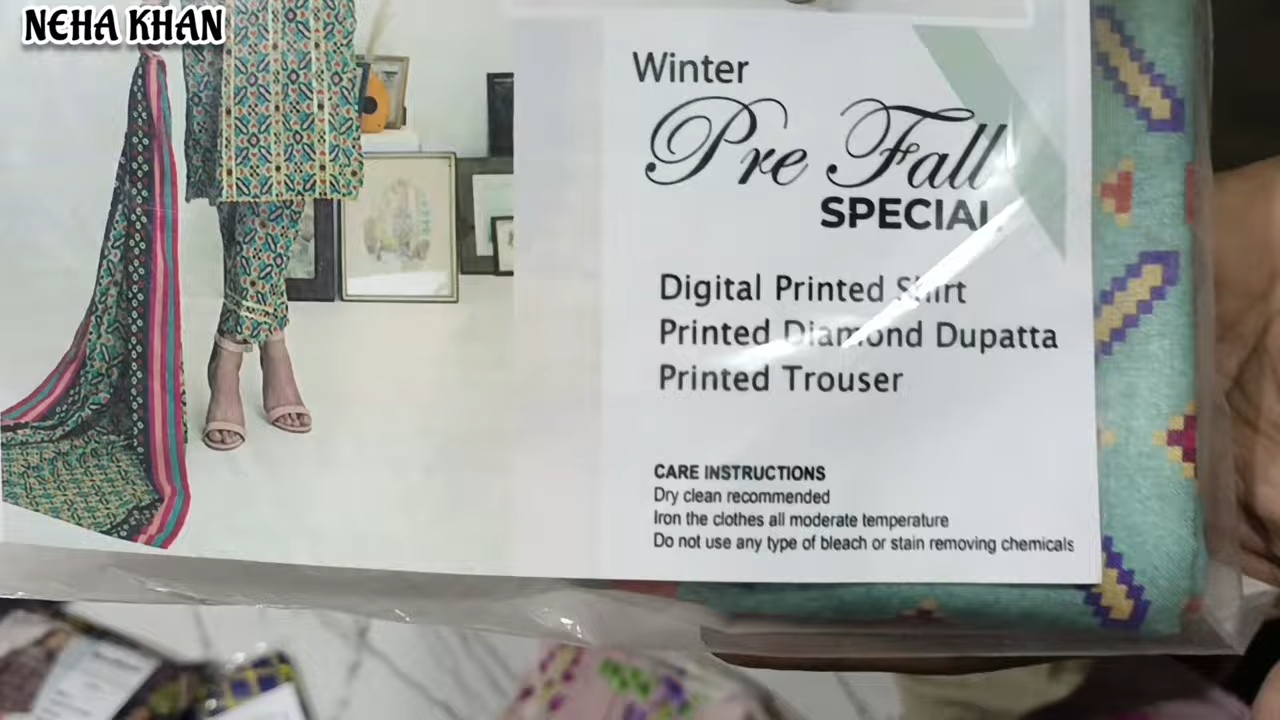 NEHA KHAN
Winter
Pre Fall
SPECIAL
Digital Printed Shirt
Printed Diamond Dupatta
Printed Trouser
CARE INSTRUCTIONS
Dry clean recommended
Iron the clothes all moderate temperature
Do not use any type of bleach or stain removing chemicals